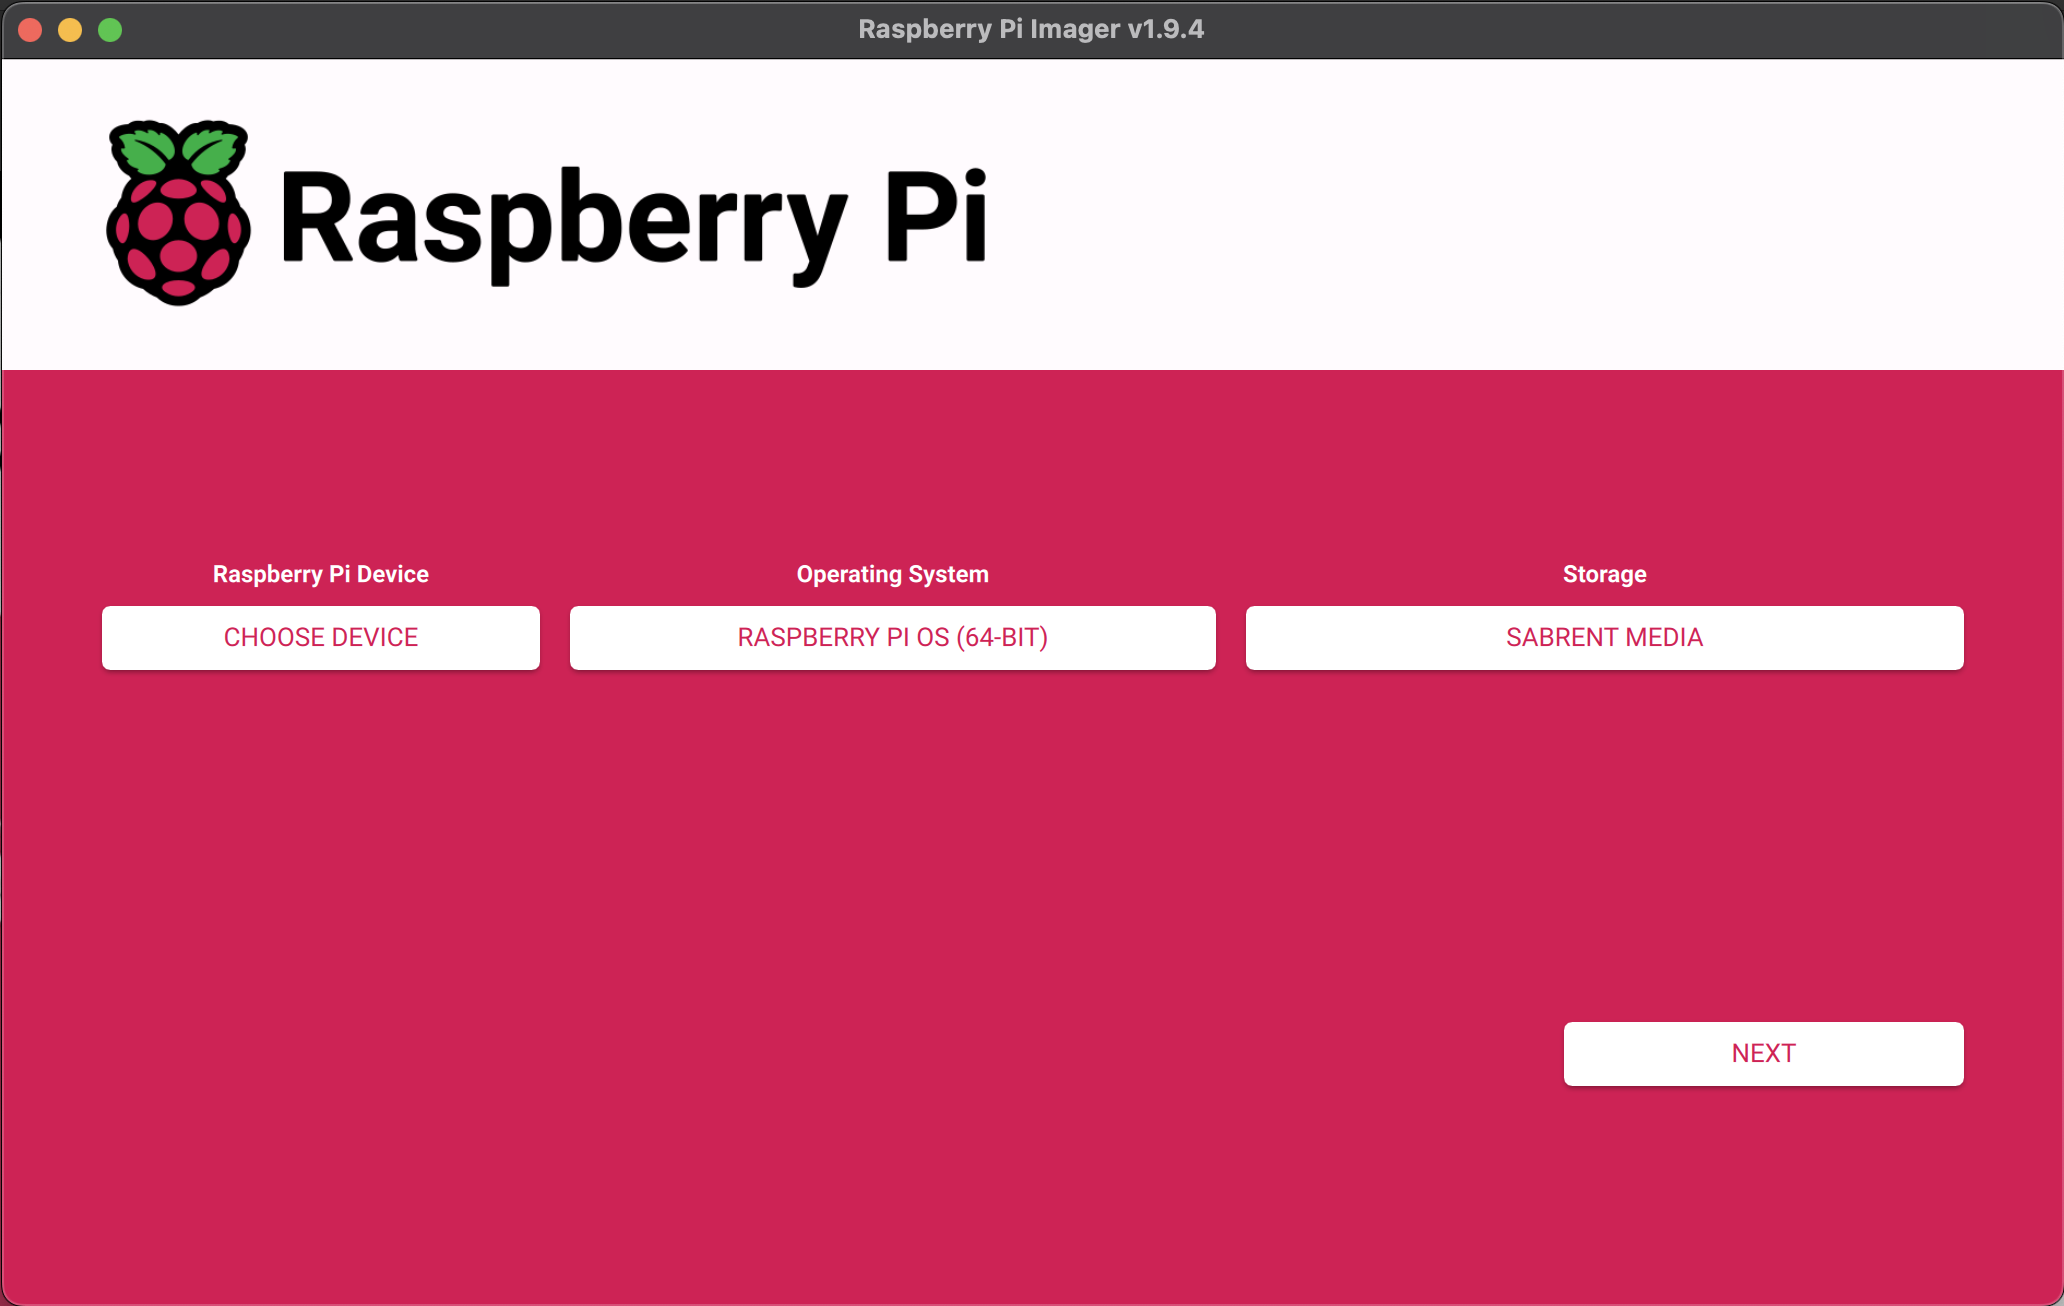 Raspberry Pi Imager v1.9.4
Raspberry Pi
Raspberry Pi Device
Operating System
Storage
CHOOSE DEVICE
RASPBERRY PI OS (64-BIT)
SABRENT MEDIA
NEXT